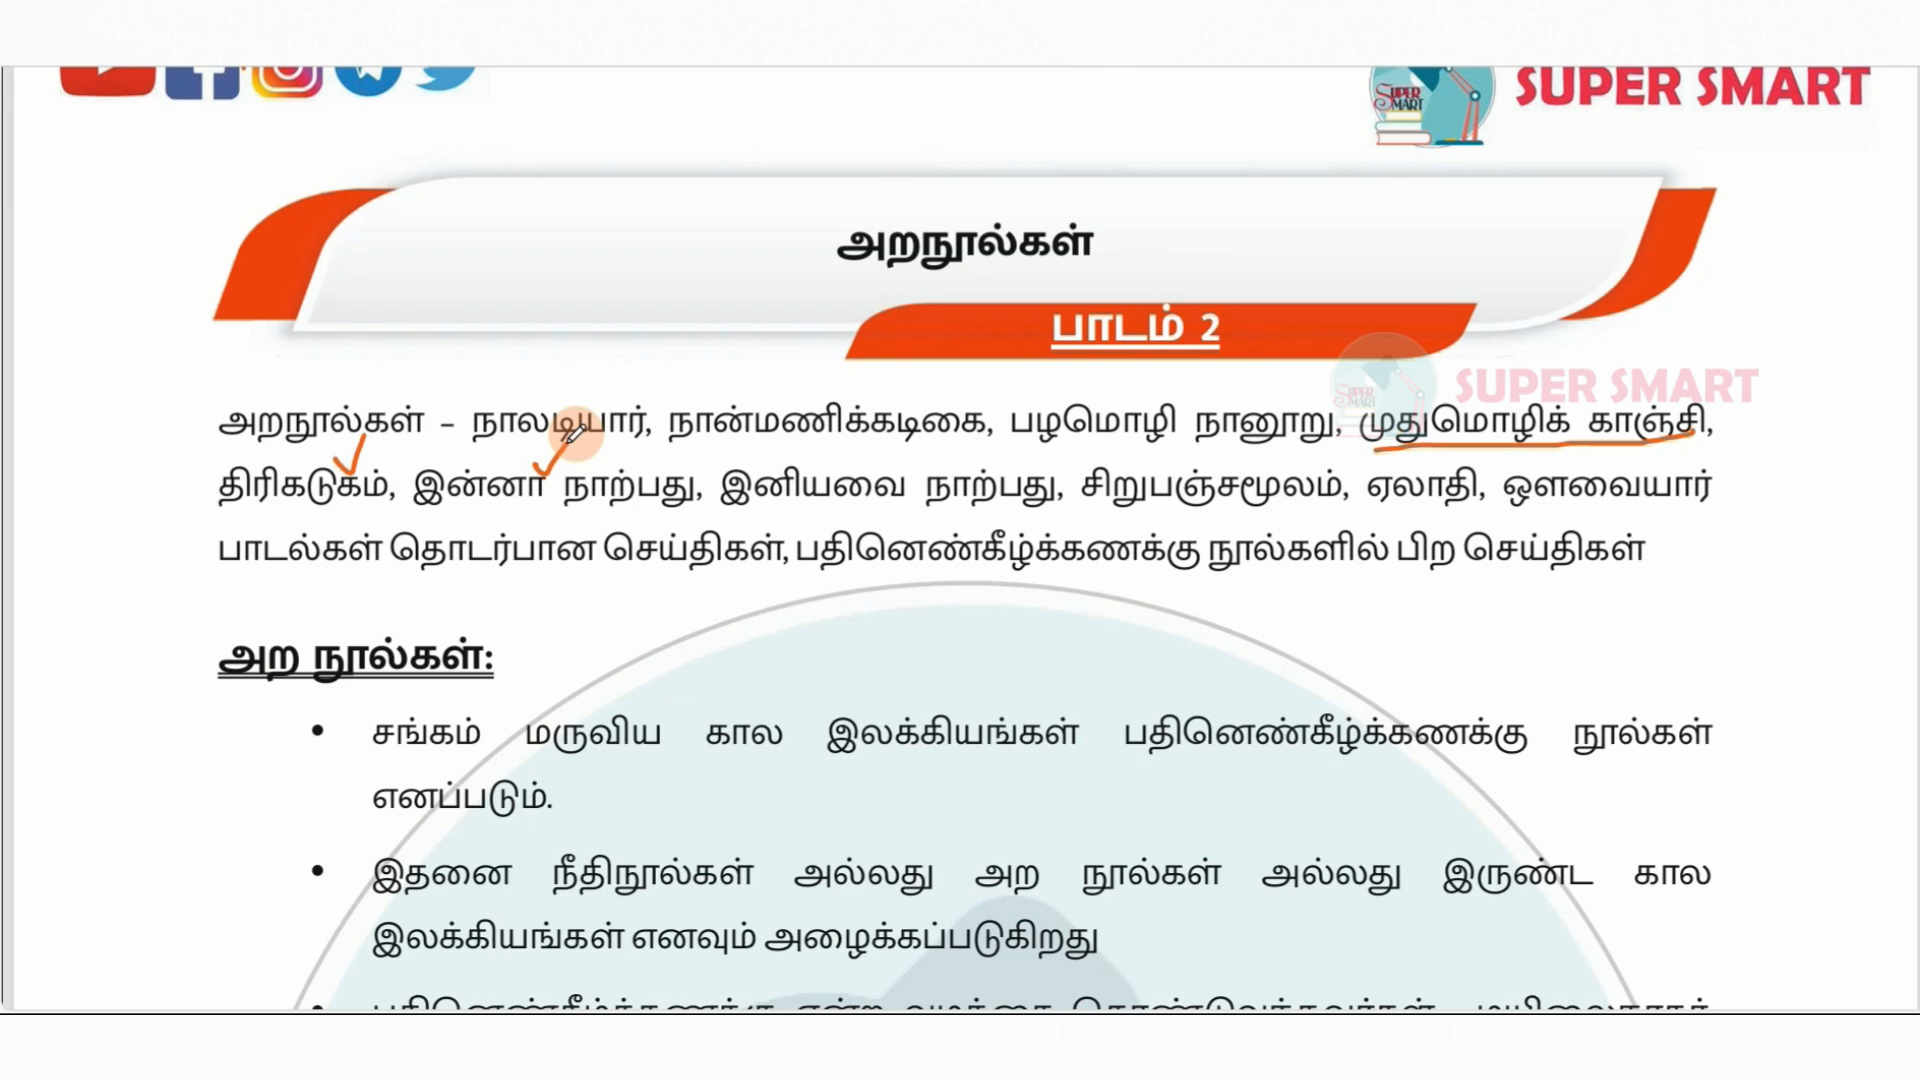 SUPER SMART
SUPER SMART
அறநூல்கள்
பாடம் 2
SUPER SMART
அறநூல்கள் – நாலடியார், நான்மணிக்கடிகை, பழமொழி நானூறு, முதுமொழிக் காஞ்சி,
திரிகடுகம், இன்னா நாற்பது, இனியவை நாற்பது, சிறுபஞ்சமூலம், ஏலாதி, ஔவையார்
பாடல்கள் தொடர்பான செய்திகள், பதினெண்கீழ்க்கணக்கு நூல்களில் பிற செய்திகள்
அற நூல்கள்:
• சங்கம் மருவிய கால இலக்கியங்கள் பதினெண்கீழ்க்கணக்கு நூல்கள்
எனப்படும்.
• இதனை நீதிநூல்கள் அல்லது அற நூல்கள் அல்லது இருண்ட கால
இலக்கியங்கள் எனவும் அழைக்கப்படுகிறது